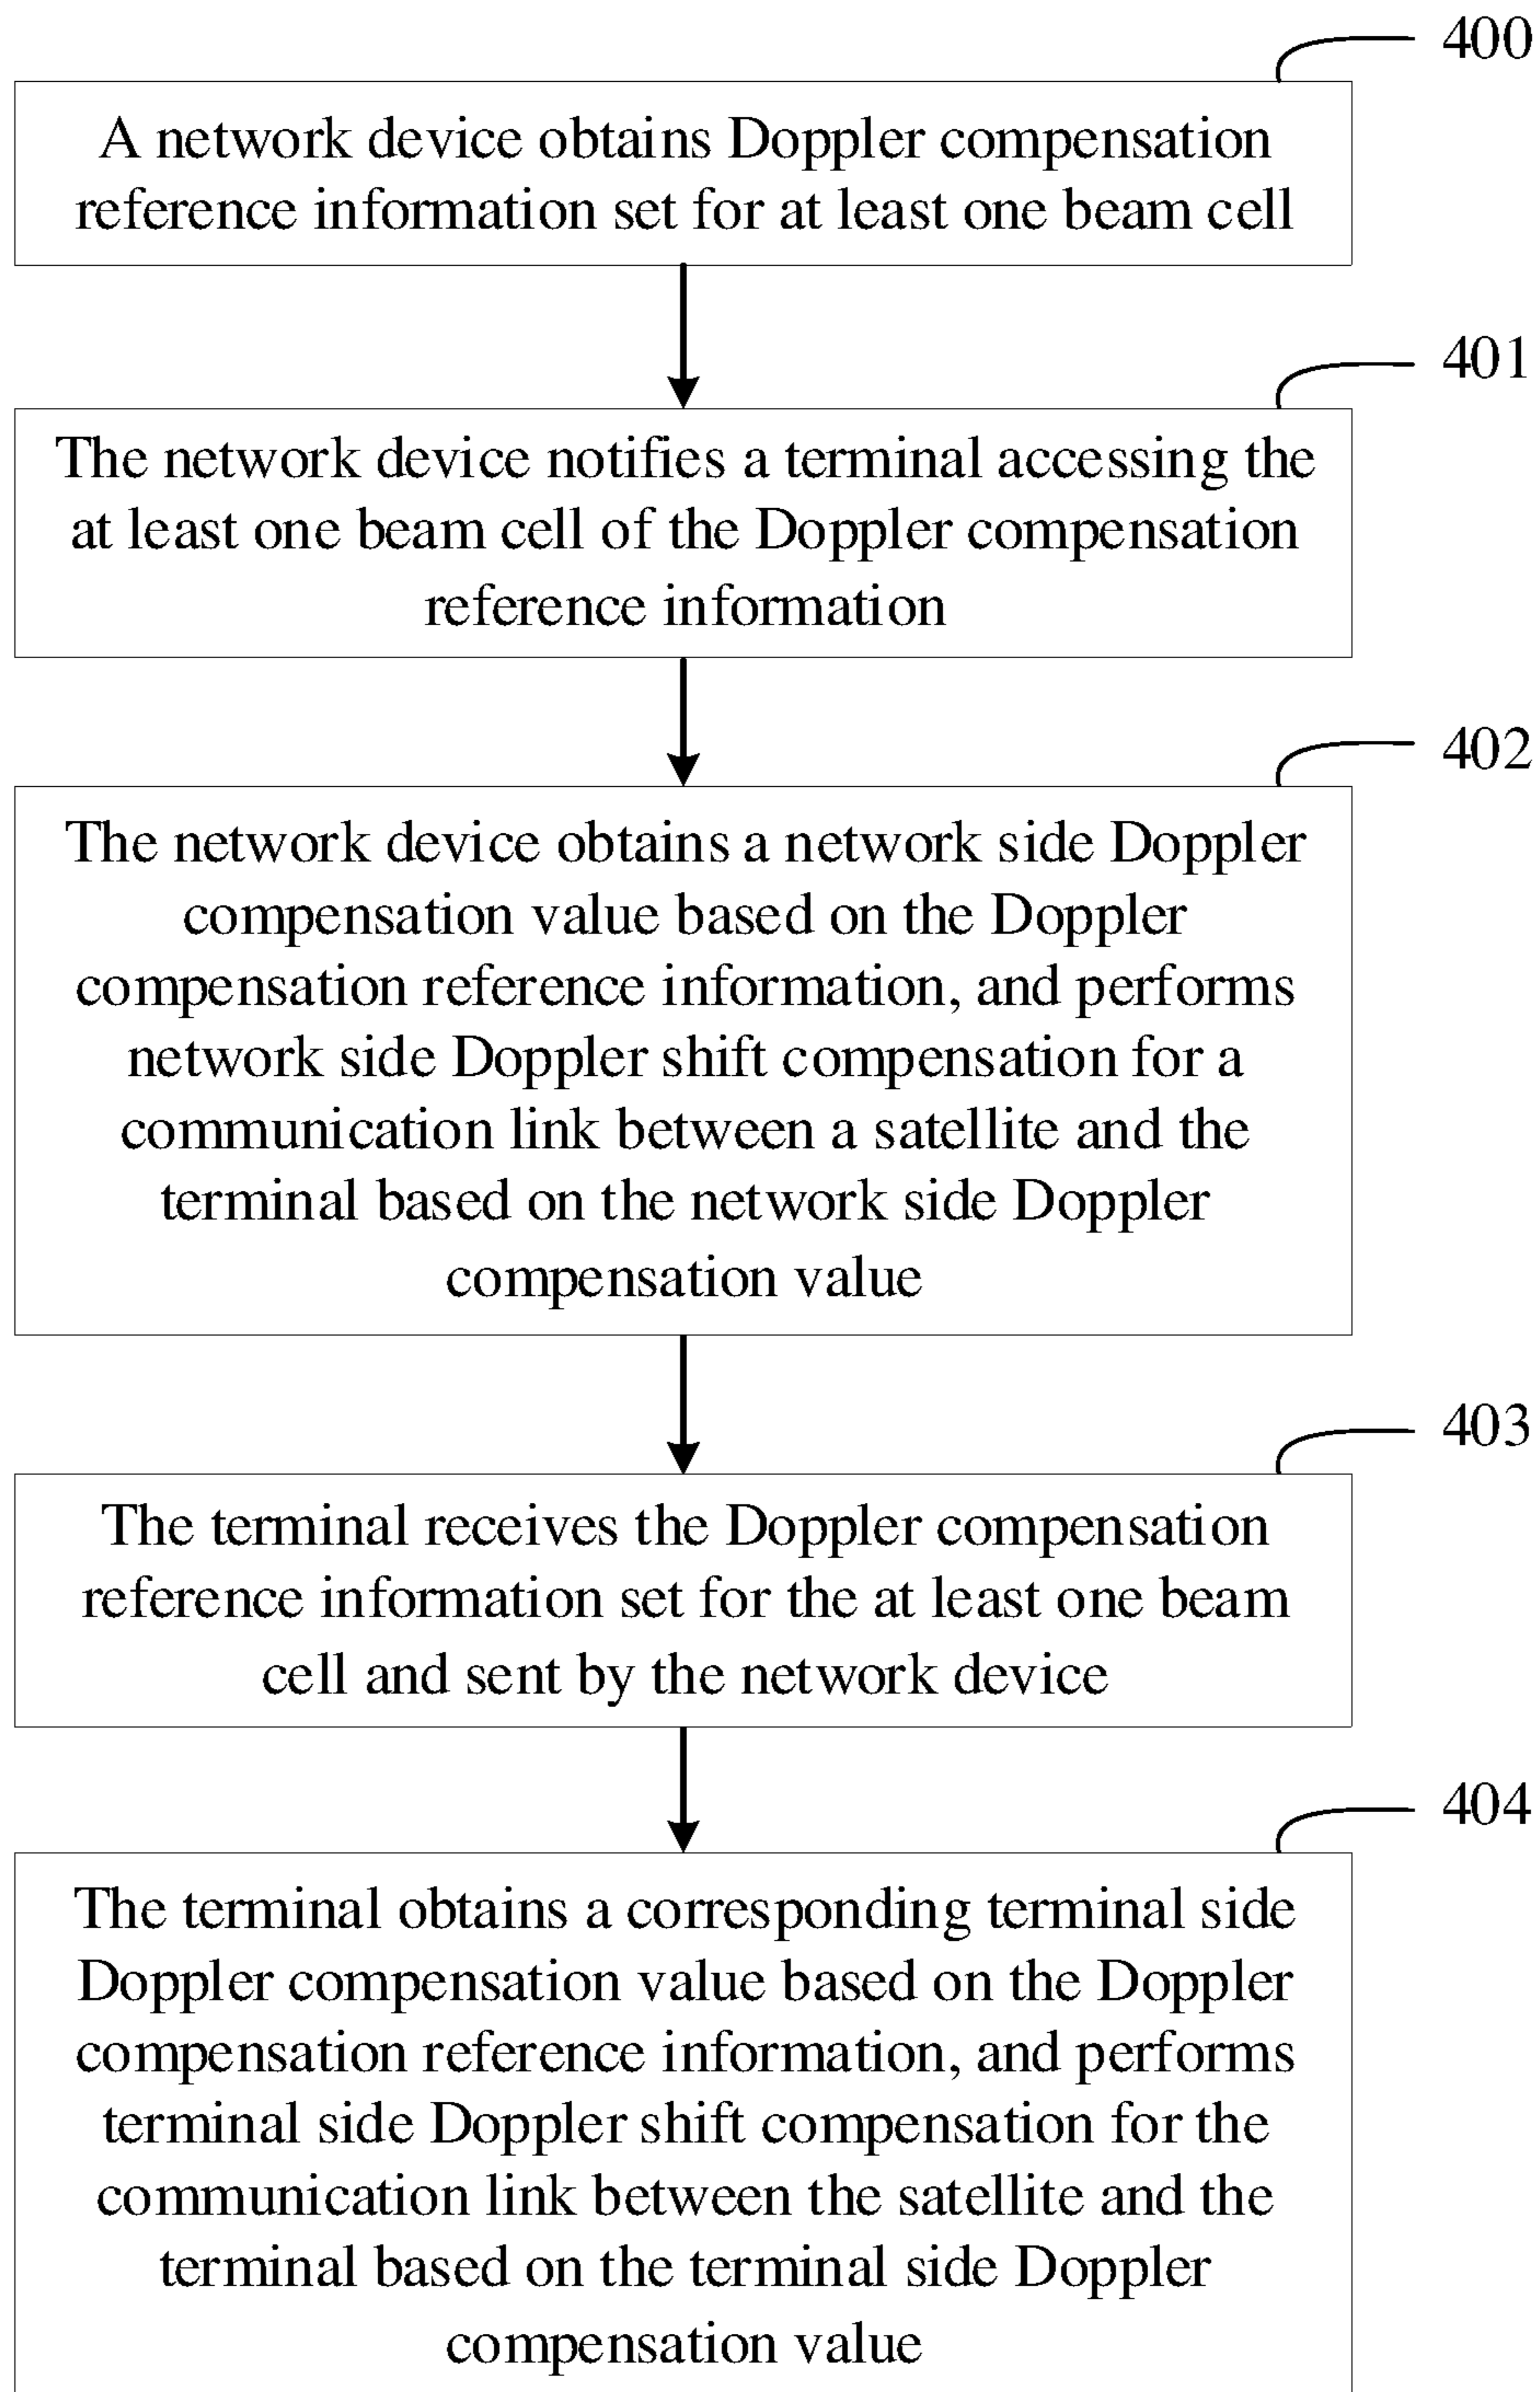 400
A network device obtains Doppler compensation
reference information set for at least one beam cell
401
The network device notifies a terminal accessing the
at least one beam cell of the Doppler compensation
reference information
402
The network device obtains a network side Doppler
compensation value based on the Doppler
compensation reference information, and performs
network side Doppler shift compensation for a
communication link between a satellite and the
terminal based on the network side Doppler
compensation value
403
The terminal receives the Doppler compensation
reference information set for the at least one beam
cell and sent by the network device
404
The terminal obtains a corresponding terminal side
Doppler compensation value based on the Doppler
compensation reference information, and performs
terminal side Doppler shift compensation for the
communication link between the satellite and the
terminal based on the terminal side Doppler
compensation value